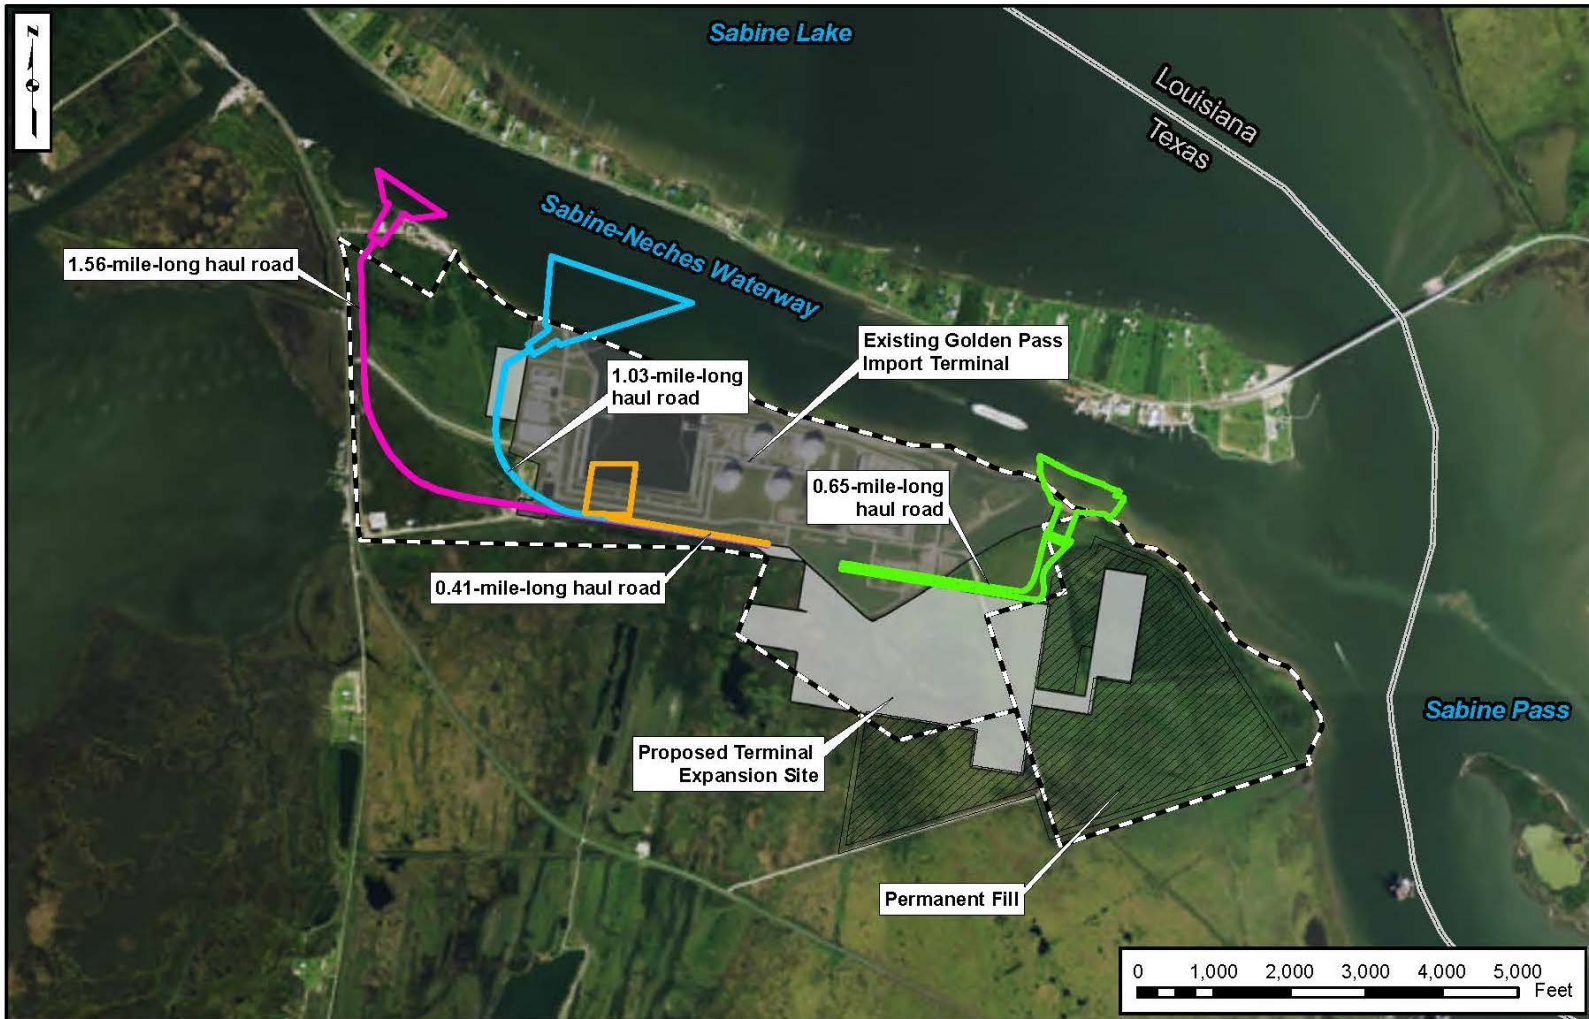 N
Sabine Lake
Louisiana
Texas
Sabine-Neches Waterway
1.56-mile-long haul road
Existing Golden Pass
Import Terminal
1.03-mile-long
haul road
0.65-mile-long
haul road
0.41-mile-long haul road
Sabine Pass
Proposed Terminal
Expansion Site
Permanent Fill
0 1,000 2,000 3,000 4,000 5,000
Feet